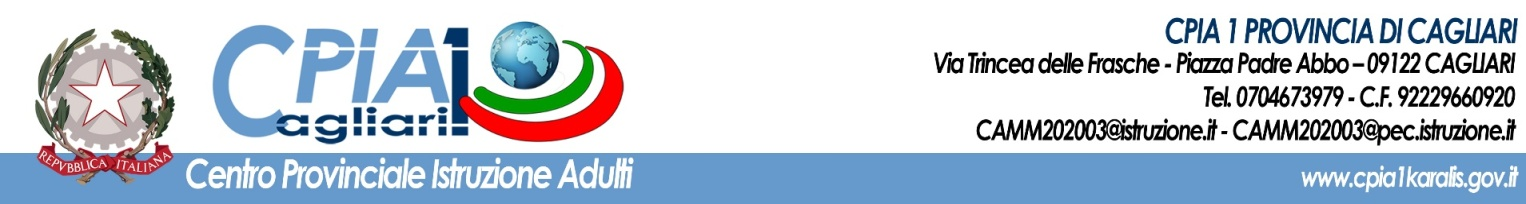 REPVBBLICA ITALIANA
CPIA1
agliari
Centro Provinciale Istruzione Adulti
CPIA 1 PROVINCIA DI CAGLIARI
Via Trincea delle Frasche - Piazza Padre Abbo – 09122 CAGLIARI
Tel. 0704673979 - C.F. 92229660920
CAMM202003@istruzione.it - CAMM202003@pec.istruzione.it
www.cpia1karalis.gov.it